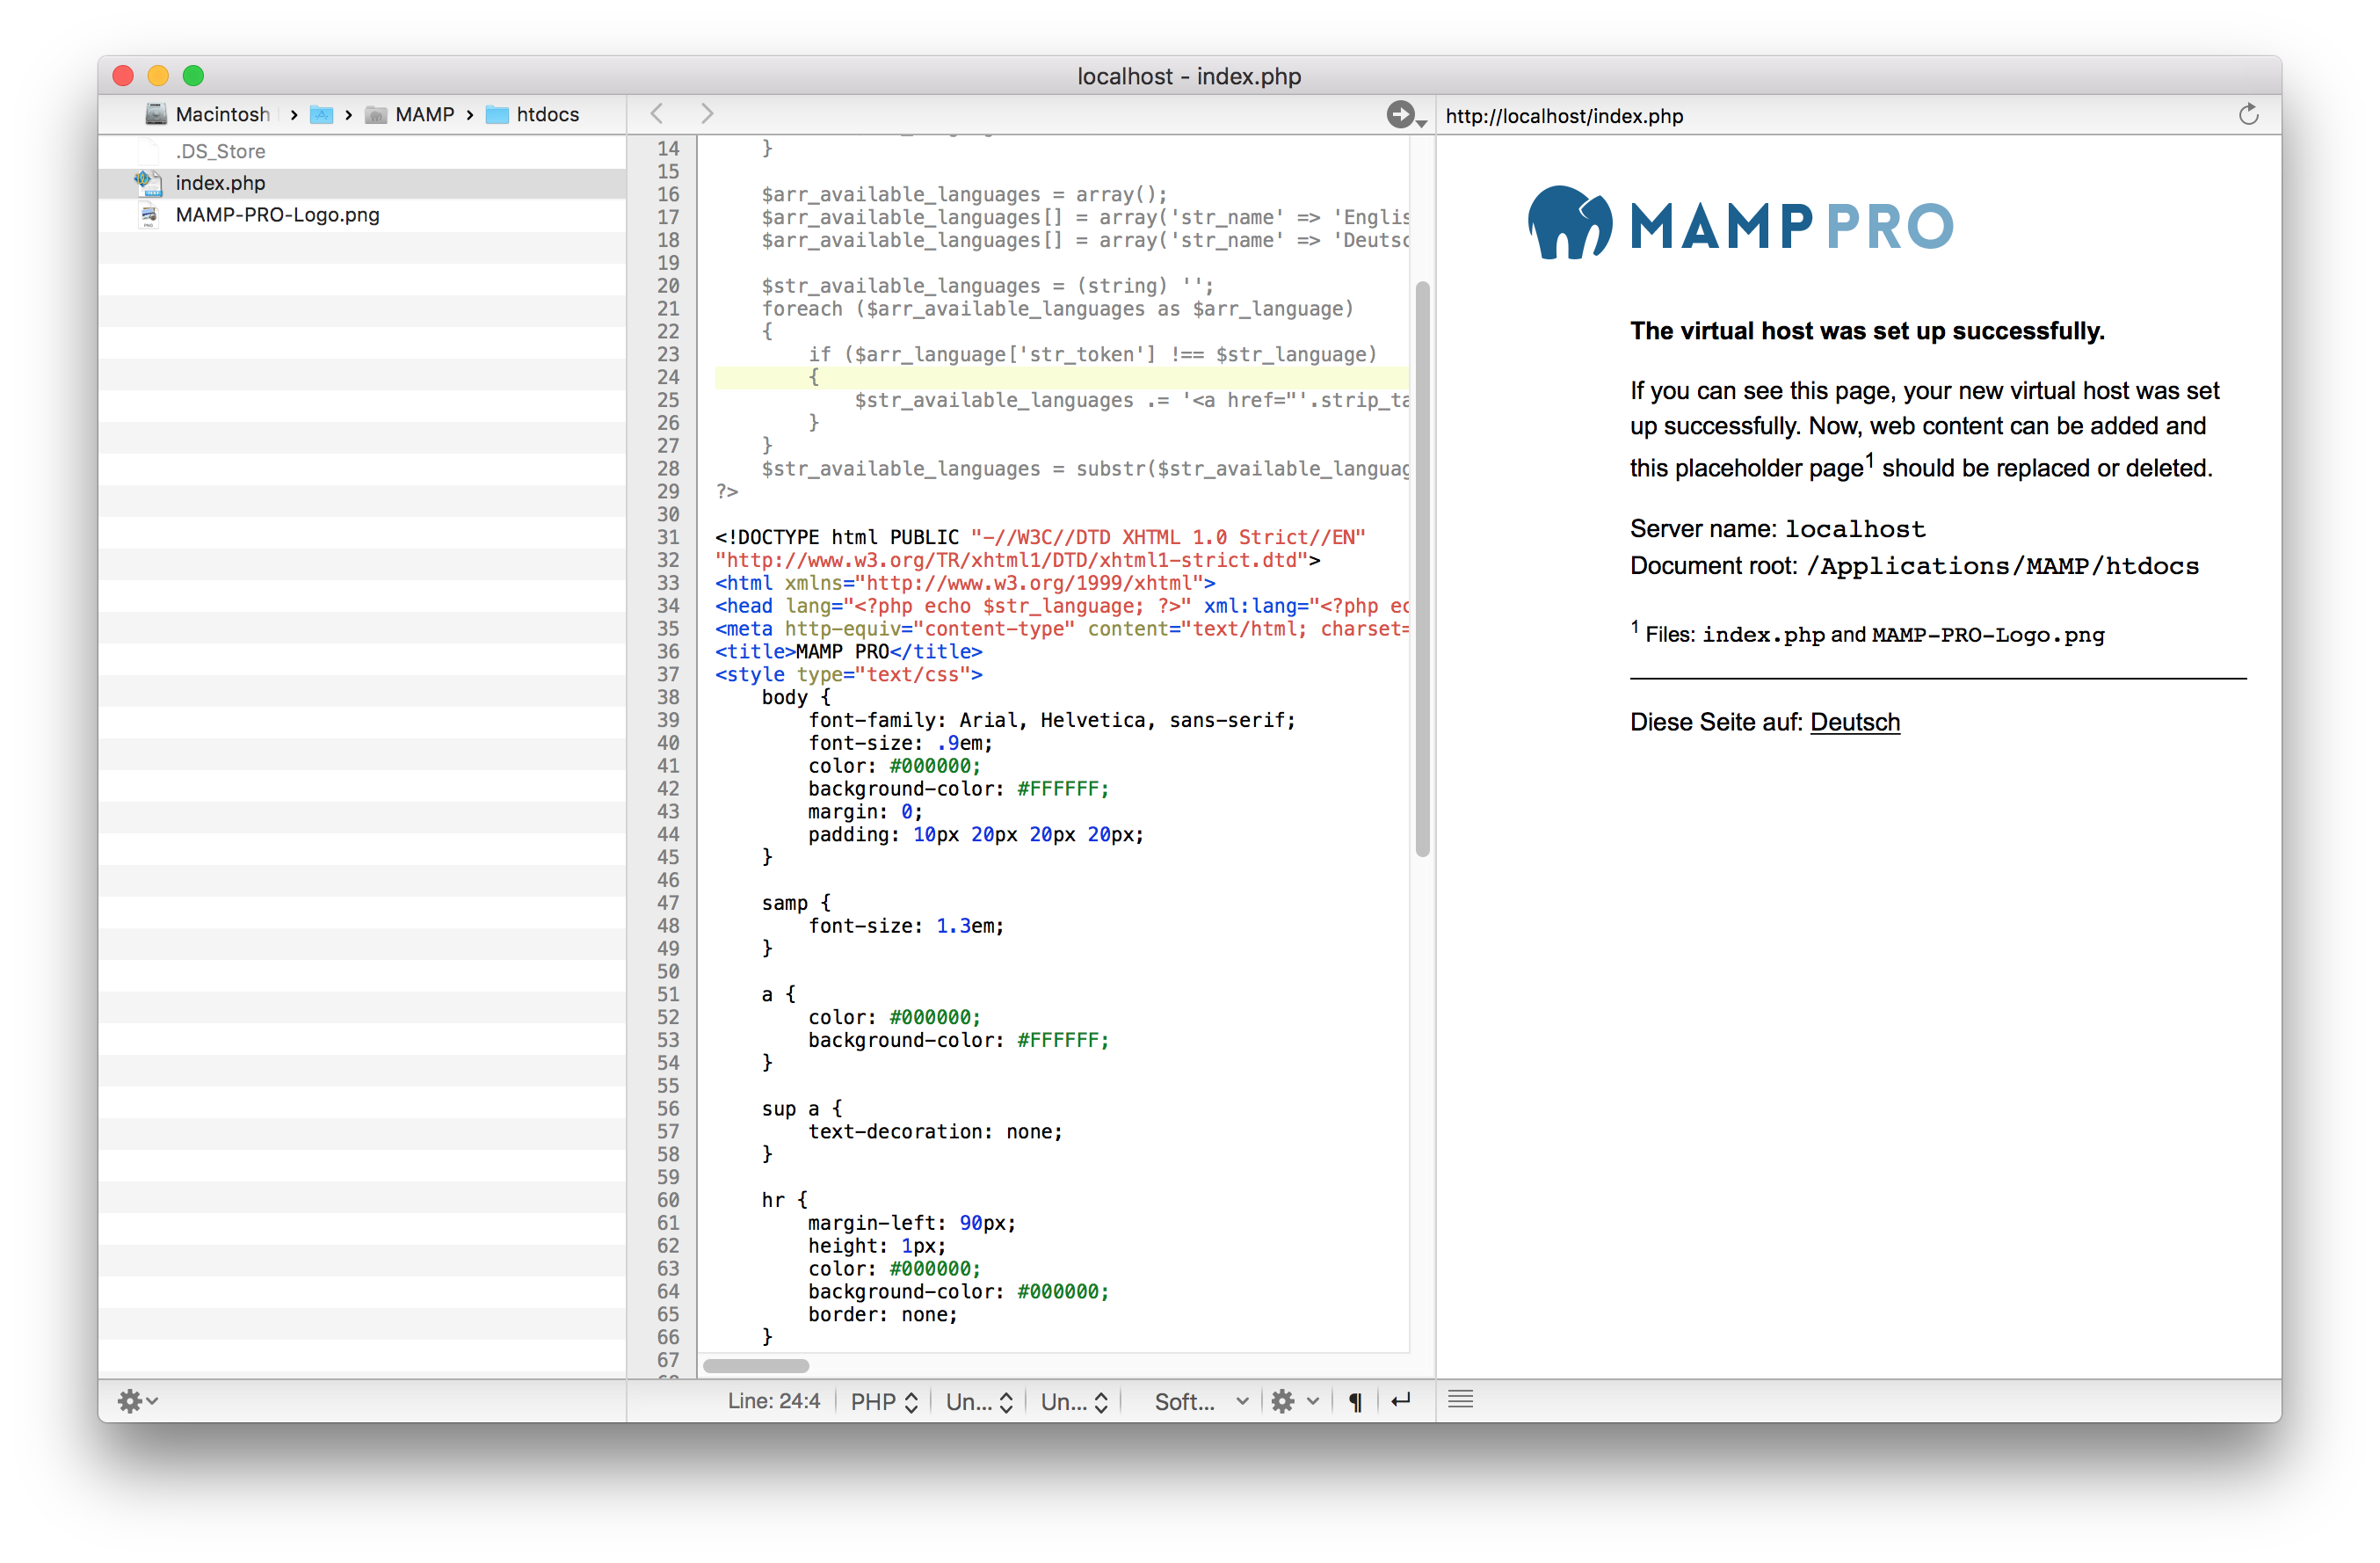 localhost - index.php
Macintosh › › MAMP › htdocs
.DS_Store
index.php
MAMP-PRO-Logo.png
14     }
15
16     $arr_available_languages = array();
17     $arr_available_languages[] = array('str_name' => 'Englis
18     $arr_available_languages[] = array('str_name' => 'Deutsc
19
20     $str_available_languages = (string) '';
21     foreach ($arr_available_languages as $arr_language)
22     {
23         if ($arr_language['str_token'] !== $str_language)
24         {
25             $str_available_languages .= '<a href="'.strip_ta
26         }
27     }
28     $str_available_languages = substr($str_available_languag
29 ?>
30
31 <!DOCTYPE html PUBLIC "-//W3C//DTD XHTML 1.0 Strict//EN"
32 "http://www.w3.org/TR/xhtml1/DTD/xhtml1-strict.dtd">
33 <html xmlns="http://www.w3.org/1999/xhtml">
34 <head lang="<?php echo $str_language; ?>" xml:lang="<?php ec
35 <meta http-equiv="content-type" content="text/html; charset=
36 <title>MAMP PRO</title>
37 <style type="text/css">
38     body {
39         font-family: Arial, Helvetica, sans-serif;
40         font-size: .9em;
41         color: #000000;
42         background-color: #FFFFFF;
43         margin: 0;
44         padding: 10px 20px 20px 20px;
45     }
46
47     samp {
48         font-size: 1.3em;
49     }
50
51     a {
52         color: #000000;
53         background-color: #FFFFFF;
54     }
55
56     sup a {
57         text-decoration: none;
58     }
59
60     hr {
61         margin-left: 90px;
62         height: 1px;
63         color: #000000;
64         background-color: #000000;
65         border: none;
66     }
67
Line: 24:4 PHP Un... Un... Soft... ¶
http://localhost/index.php
MAMP PRO
The virtual host was set up successfully.
If you can see this page, your new virtual host was set
up successfully. Now, web content can be added and
this placeholder page1 should be replaced or deleted.
Server name: localhost
Document root: /Applications/MAMP/htdocs
1 Files: index.php and MAMP-PRO-Logo.png
Diese Seite auf: Deutsch